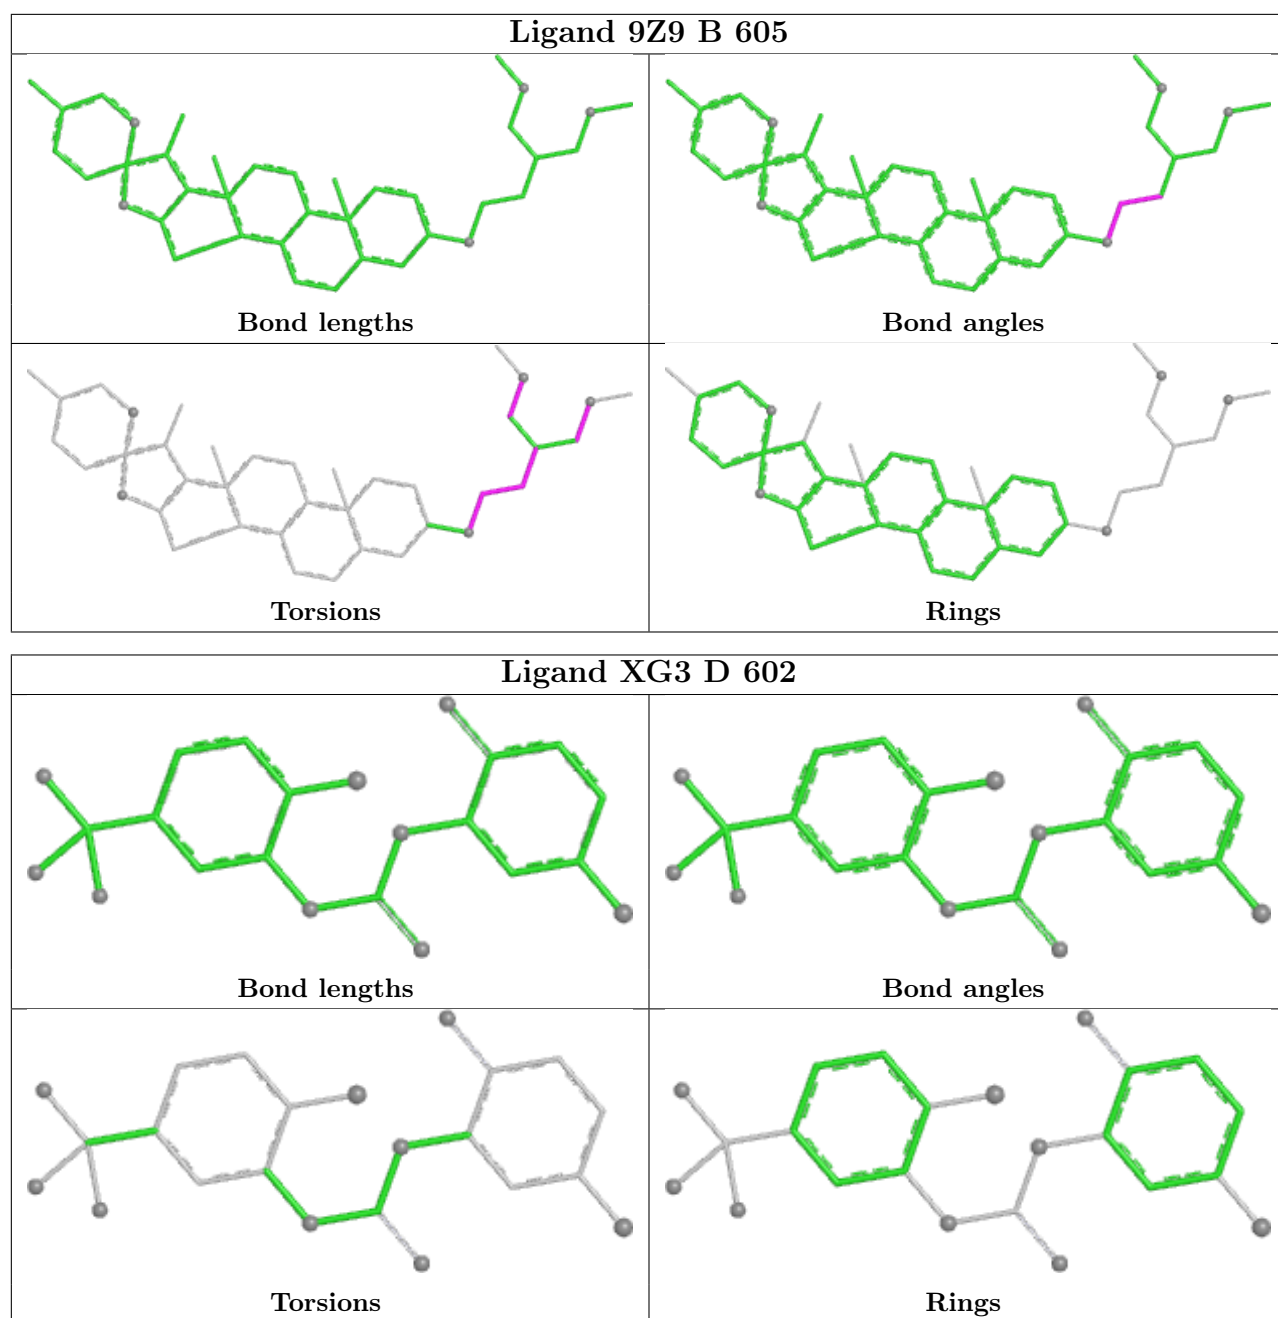 Ligand 9Z9 B 605
Bond lengths
Bond angles
Torsions
Rings
Ligand XG3 D 602
Bond lengths
Bond angles
Torsions
Rings